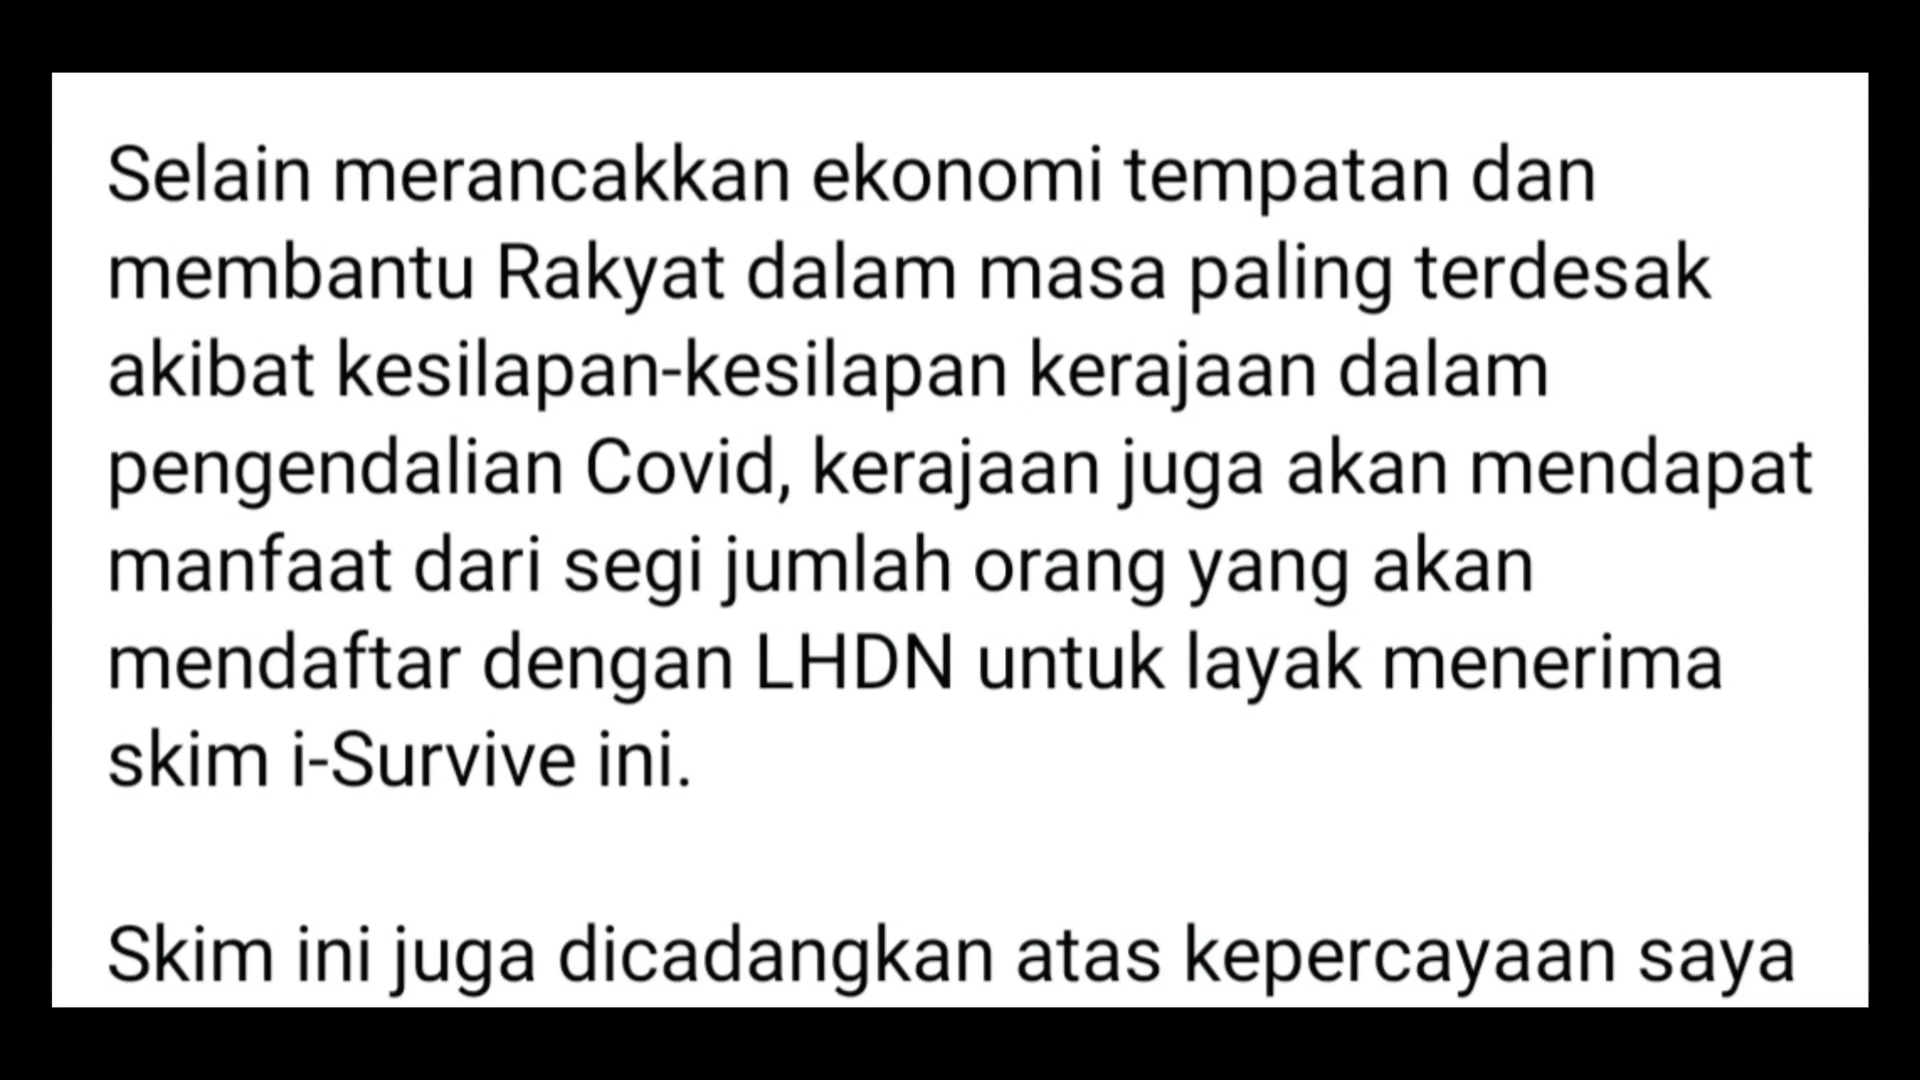 Selain merancakkan ekonomi tempatan dan
membantu Rakyat dalam masa paling terdesak
akibat kesilapan-kesilapan kerajaan dalam
pengendalian Covid, kerajaan juga akan mendapat
manfaat dari segi jumlah orang yang akan
mendaftar dengan LHDN untuk layak menerima
skim i-Survive ini.
Skim ini juga dicadangkan atas kepercayaan saya